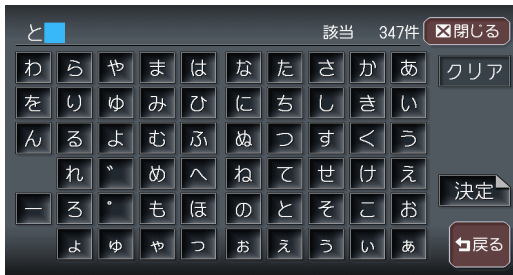 と 該当 347件 閉じる
わ ら や ま は な た さ か あ クリア
を り ゆ み ひ に ち し き い
ん る よ む ふ ぬ つ す く う
れ ゛ め へ ね て せ け え 決定
ー ろ ゜ も ほ の と そ こ お
ょ ゅ ゃ っ ぉ ぇ ぅ ぃ ぁ 戻る